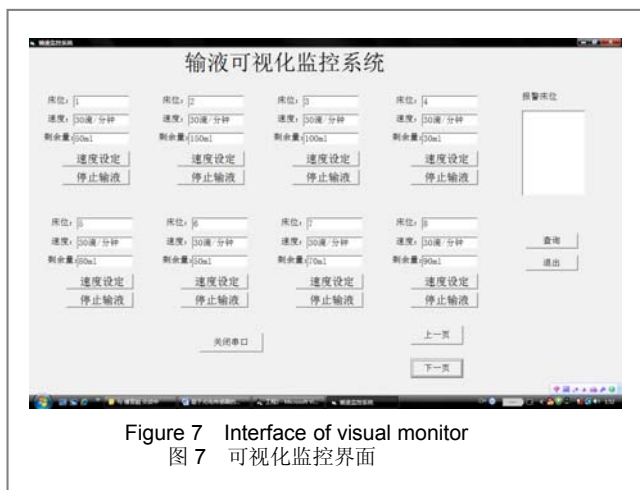 输液监控系统
输液可视化监控系统
床位: 1 床位: 2 床位: 3 床位: 4 报警床位
速度: 30滴/分钟 速度: 30滴/分钟 速度: 30滴/分钟 速度: 30滴/分钟
剩余量: 50ml 剩余量: 150ml 剩余量: 100ml 剩余量: 30ml
速度设定 速度设定 速度设定 速度设定
停止输液 停止输液 停止输液 停止输液
床位: 5 床位: 6 床位: 7 床位: 8
速度: 30滴/分钟 速度: 30滴/分钟 速度: 30滴/分钟 速度: 30滴/分钟 查询
剩余量: 80ml 剩余量: 50ml 剩余量: 70ml 剩余量: 90ml 退出
速度设定 速度设定 速度设定 速度设定
停止输液 停止输液 停止输液 停止输液
关闭串口 上一页
下一页
Figure 7 Interface of visual monitor
图 7 可视化监控界面